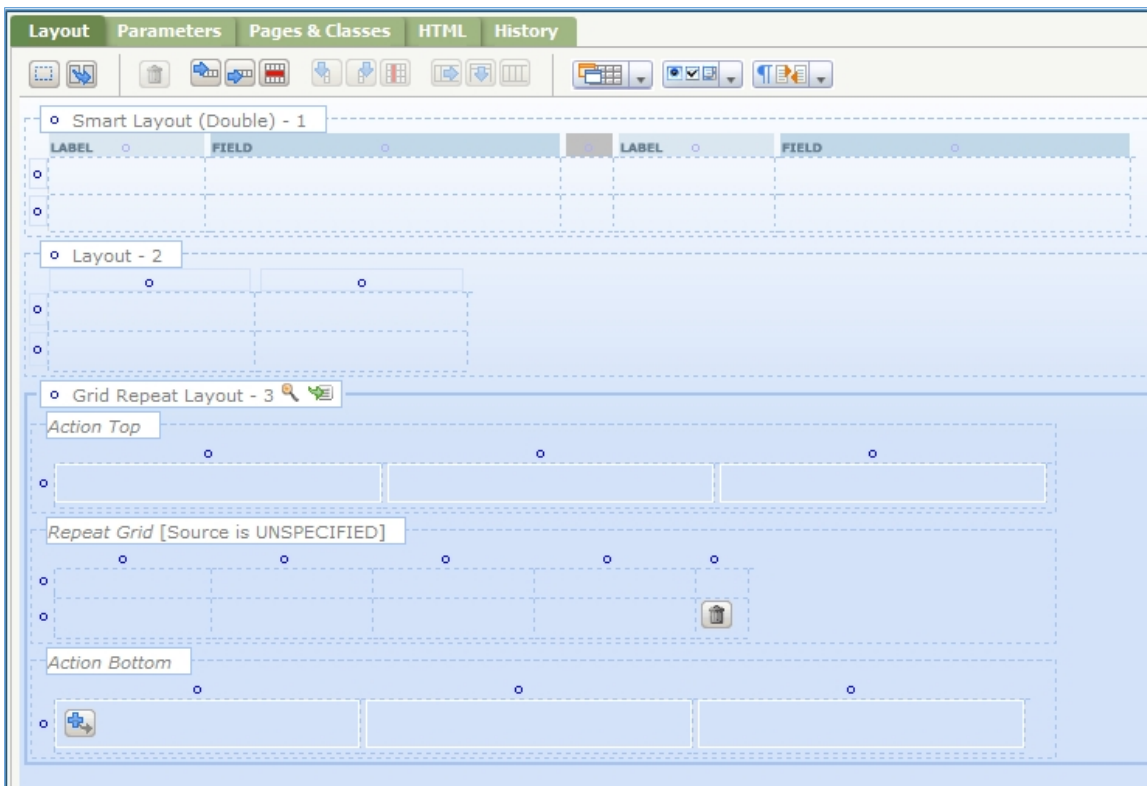 Layout Parameters Pages & Classes HTML History
Smart Layout (Double) - 1
LABEL FIELD LABEL FIELD
Layout - 2
Grid Repeat Layout - 3
Action Top
Repeat Grid [Source is UNSPECIFIED]
Action Bottom